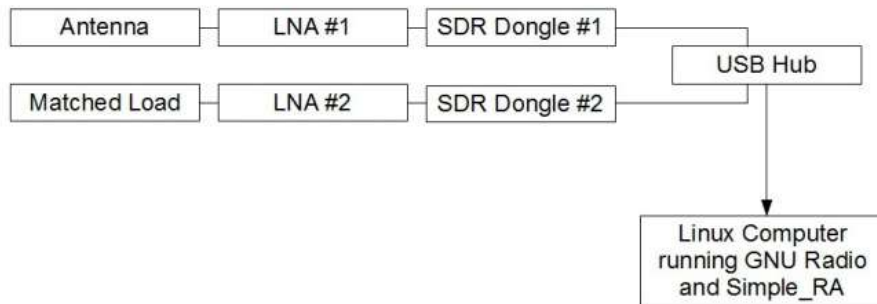 Antenna
LNA #1
SDR Dongle #1
USB Hub
Matched Load
LNA #2
SDR Dongle #2
Linux Computer
running GNU Radio
and Simple_RA